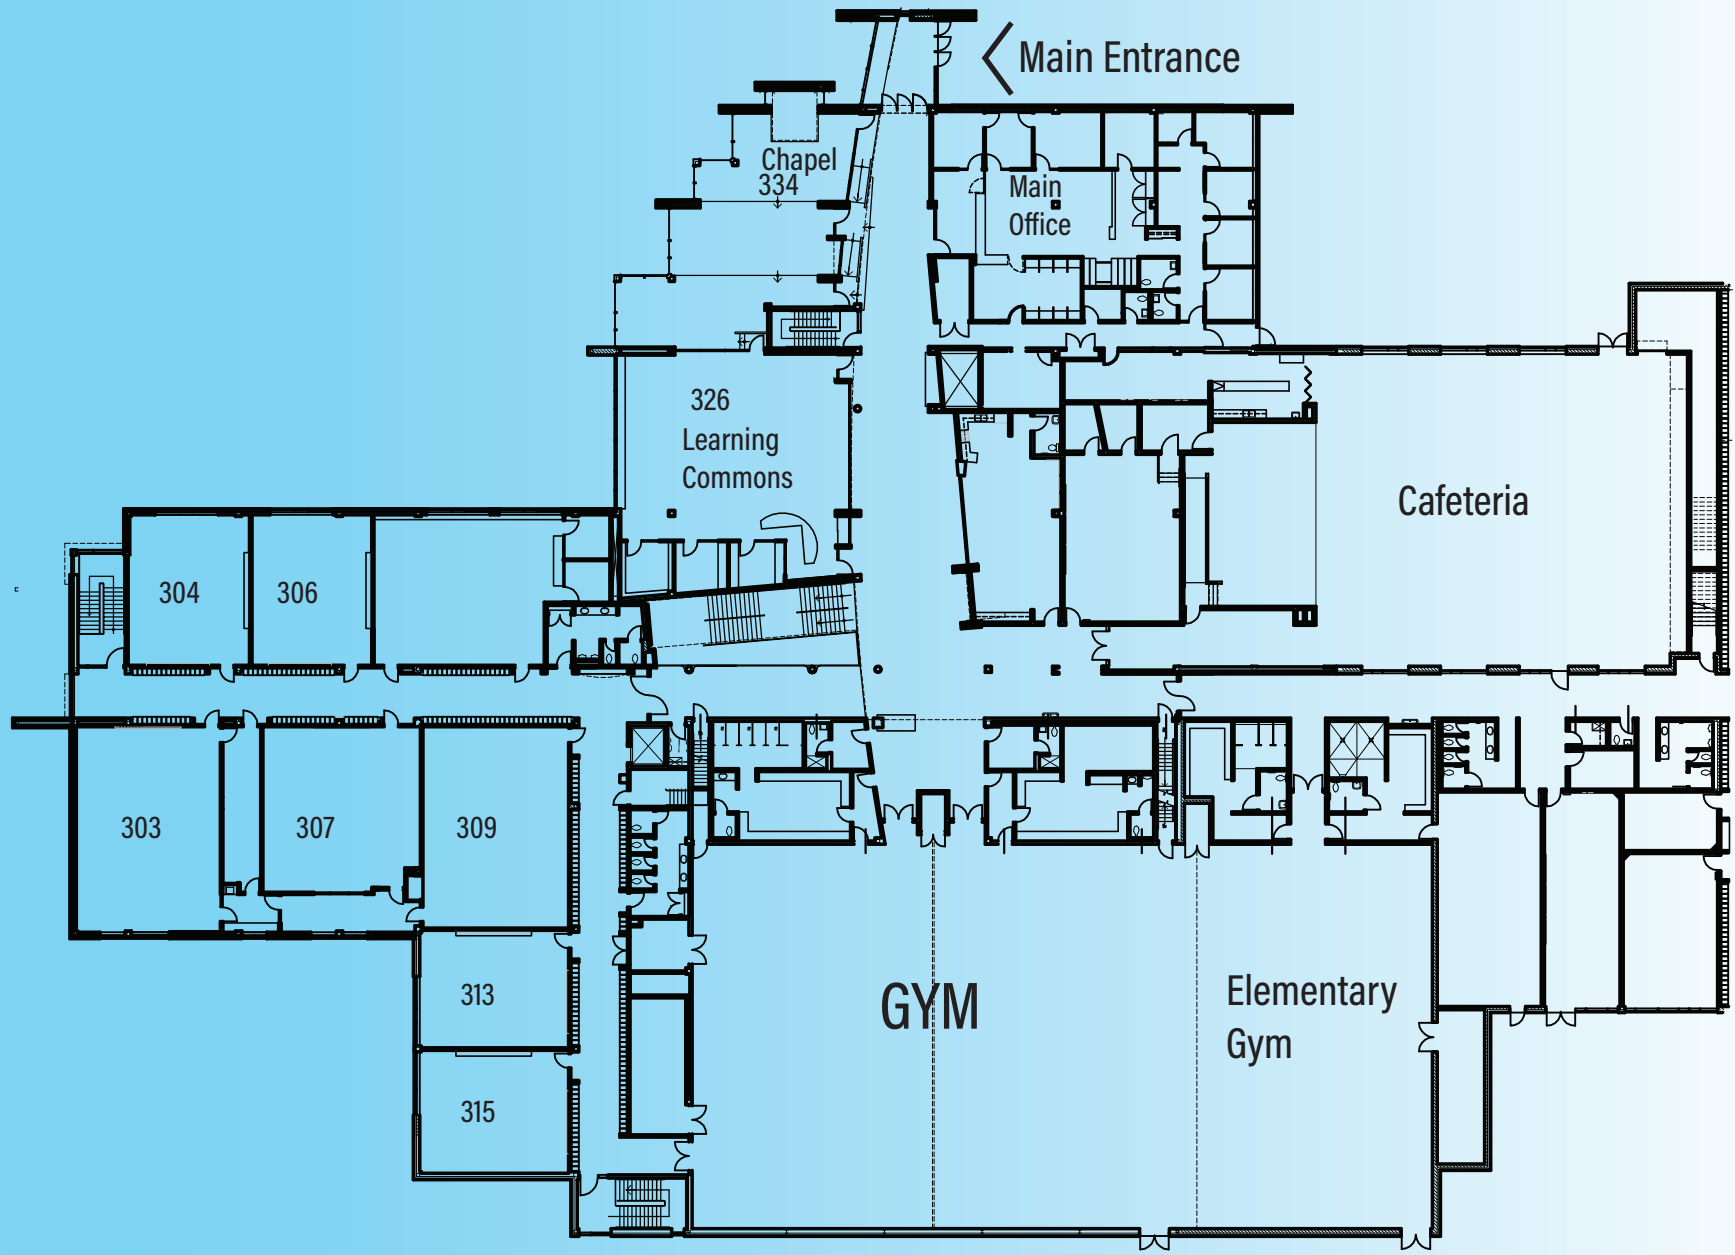 Main Entrance
Chapel
334
Main
Office
326
Learning
Commons
Cafeteria
304
306
303
307
309
GYM
Elementary
Gym
313
315